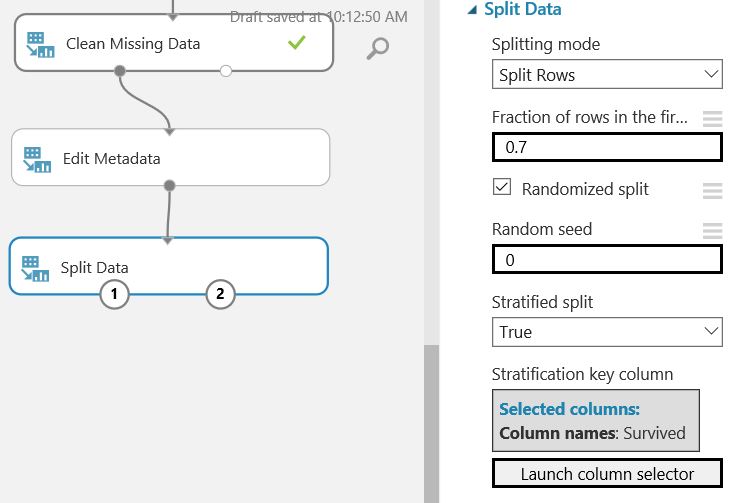 Draft saved at 10:12:50 AM
Clean Missing Data
Edit Metadata
Split Data
1
2
Split Data
Splitting mode
Split Rows
Fraction of rows in the fir...
0.7
Randomized split
Random seed
0
Stratified split
True
Stratification key column
Selected columns:
Column names: Survived
Launch column selector